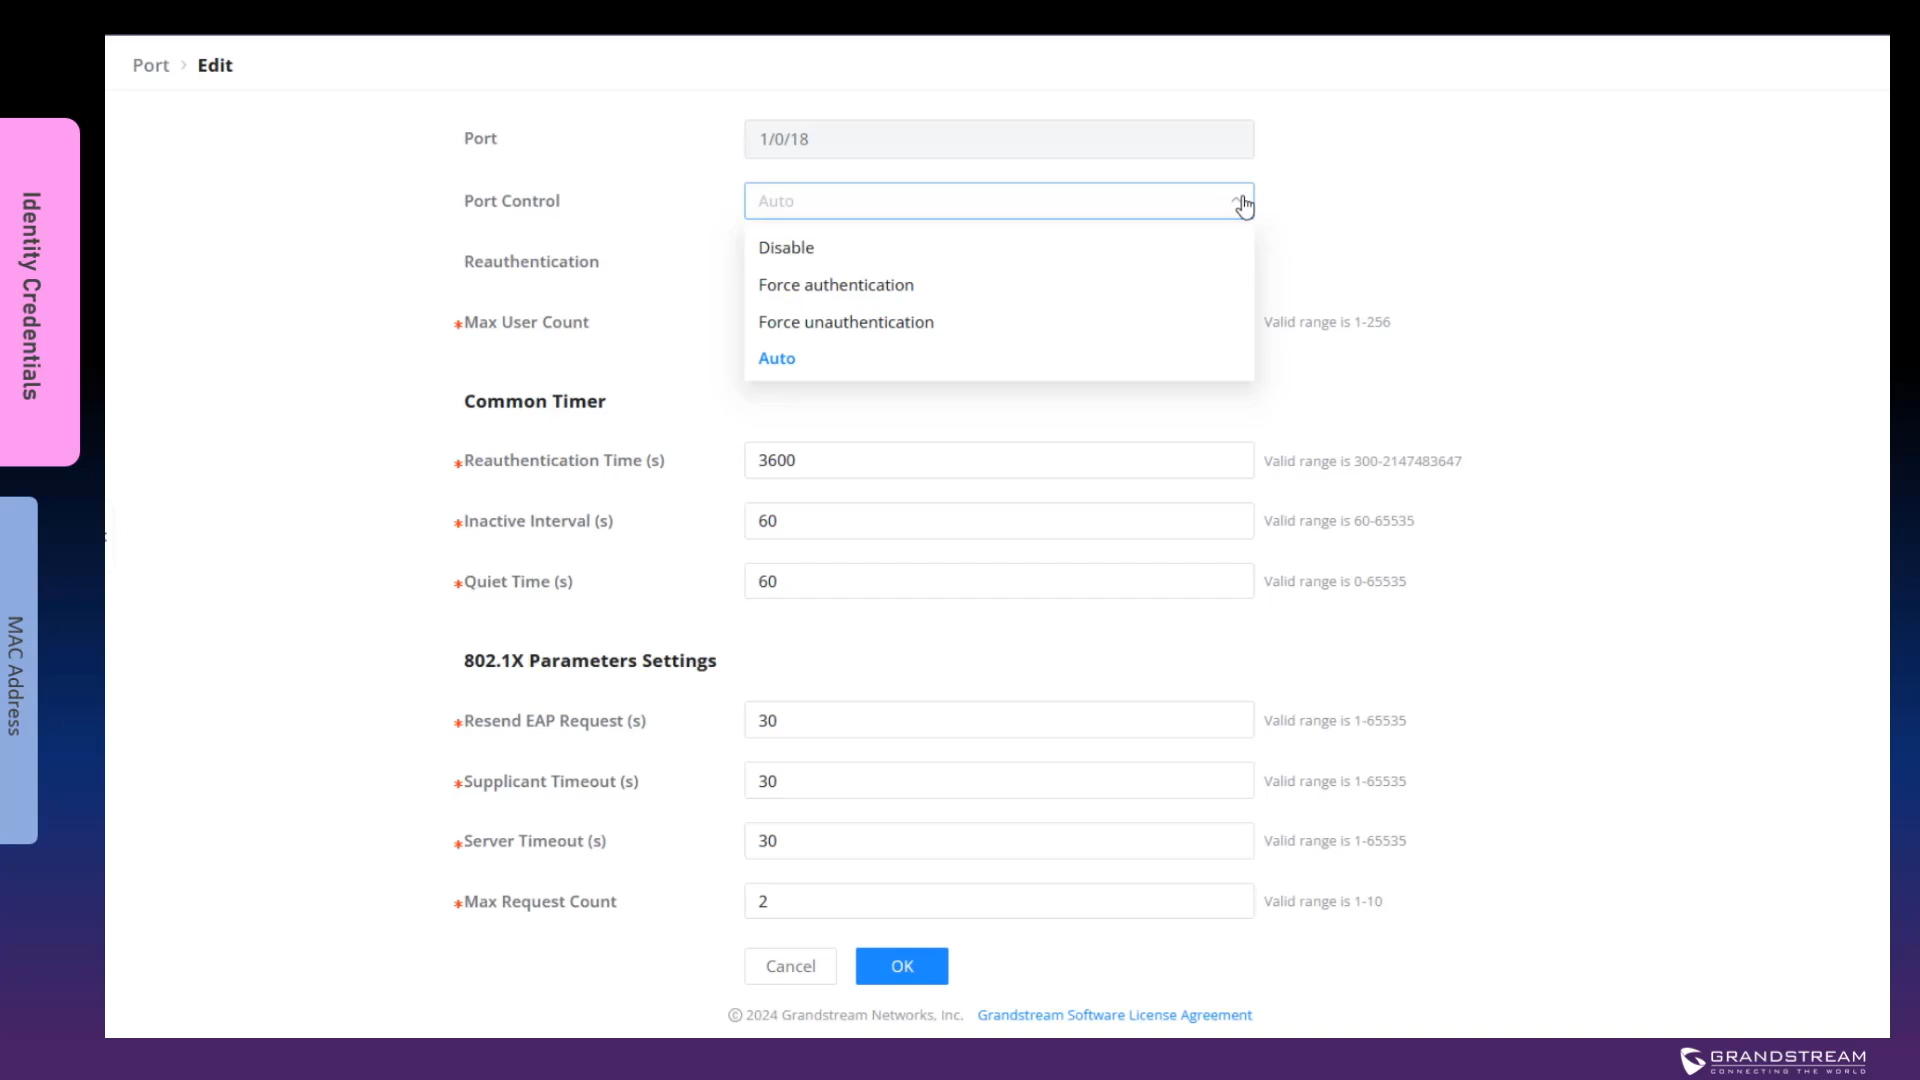 Port > Edit
Identity Credentials
MAC Address
Port
1/0/18
Port Control
Auto
Disable
Reauthentication
Force authentication
Force unauthentication
*Max User Count
Valid range is 1-256
Auto
Common Timer
*Reauthentication Time (s)
3600
Valid range is 300-2147483647
*Inactive Interval (s)
60
Valid range is 60-65535
*Quiet Time (s)
60
Valid range is 0-65535
802.1X Parameters Settings
*Resend EAP Request (s)
30
Valid range is 1-65535
*Supplicant Timeout (s)
30
Valid range is 1-65535
*Server Timeout (s)
30
Valid range is 1-65535
*Max Request Count
2
Valid range is 1-10
Cancel
OK
© 2024 Grandstream Networks, Inc. Grandstream Software License Agreement
GRANDSTREAM
CONNECTING THE WORLD